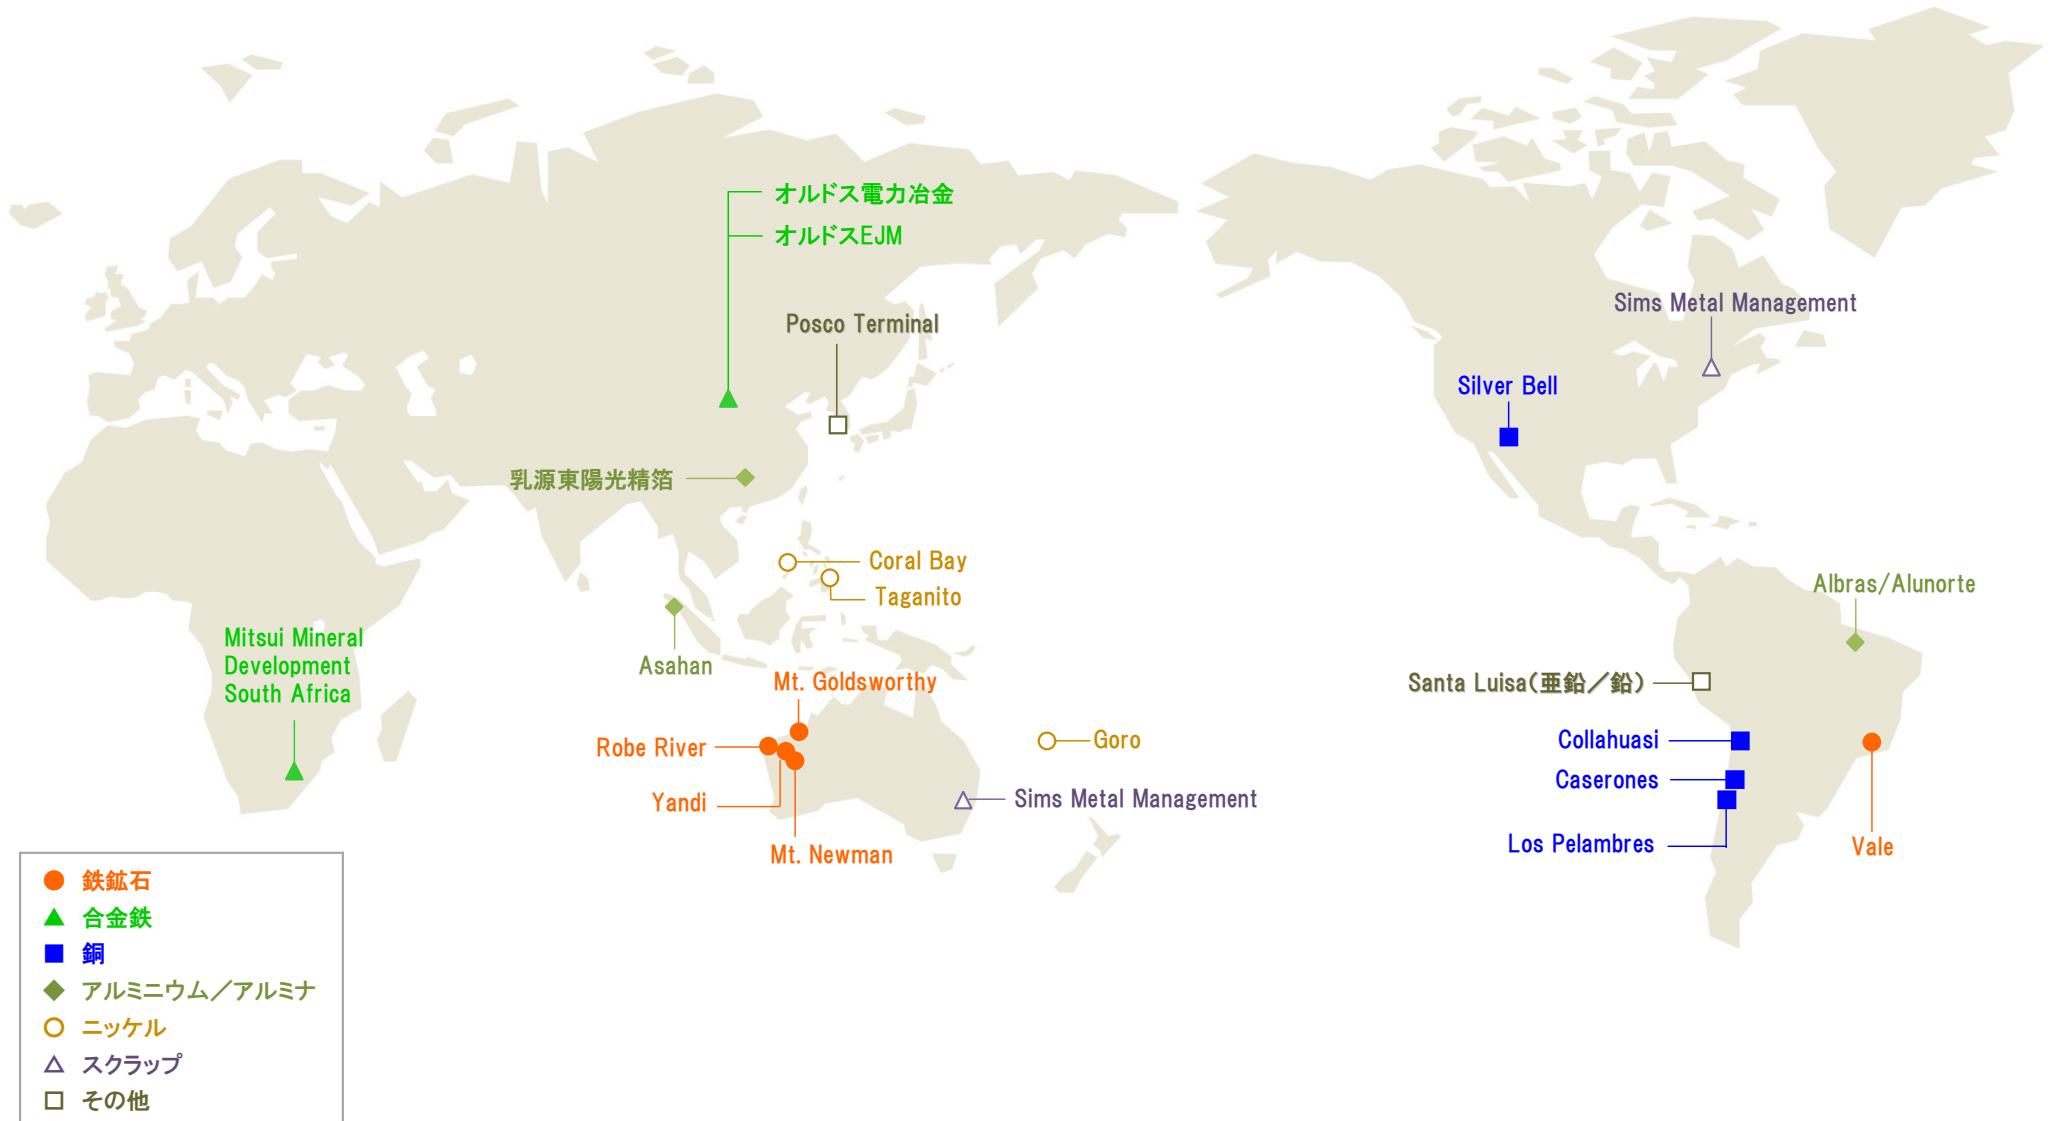 オルドス電力冶金
オルドスEJM
Sims Metal Management
Posco Terminal
Silver Bell
乳源東陽光精箔
Coral Bay
Taganito
Albras/Alunorte
Mitsui Mineral
Development
South Africa
Asahan
Mt. Goldsworthy
Santa Luisa(亜鉛／鉛)
Robe River
Goro
Collahuasi
Caserones
Yandi
Sims Metal Management
Los Pelambres
Vale
Mt. Newman
鉄鉱石
合金鉄
銅
アルミニウム／アルミナ
ニッケル
スクラップ
その他